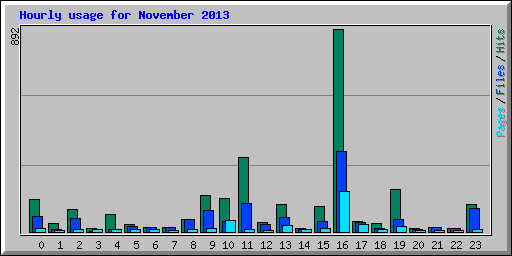 Hourly usage for November 2013
892
Pages/Files/Hits
0 1 2 3 4 5 6 7 8 9 10 11 12 13 14 15 16 17 18 19 20 21 22 23